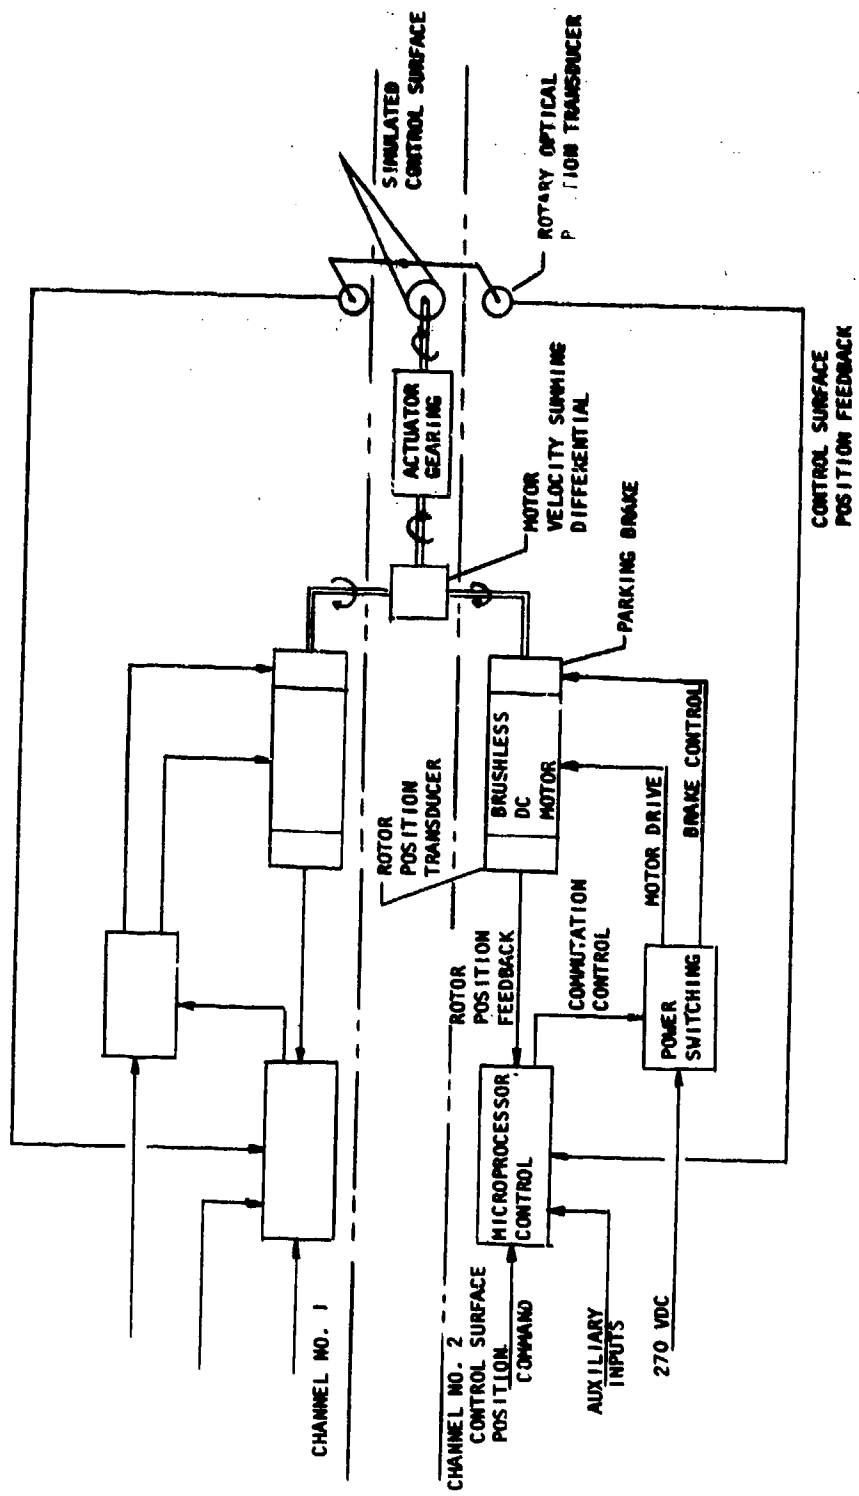 SIMULATED
CONTROL SURFACE
ROTARY OPTICAL
TRANSDUCER
ACTUATOR
GEARING
MOTOR
VELOCITY SUMMING
DIFFERENTIAL
PARKING BRAKE
CONTROL SURFACE
POSITION FEEDBACK
ROTOR
POSITION
TRANSDUCER
BRUSHLESS
DC
MOTOR
MOTOR DRIVE
BRAKE CONTROL
ROTOR
POSITION
FEEDBACK
COMMUTATION
CONTROL
POWER
SWITCHING
MICROPROCESSOR
CONTROL
CHANNEL NO. 1
CHANNEL NO. 2
CONTROL SURFACE
POSITION
COMMAND
AUXILIARY
INPUTS
270 VDC